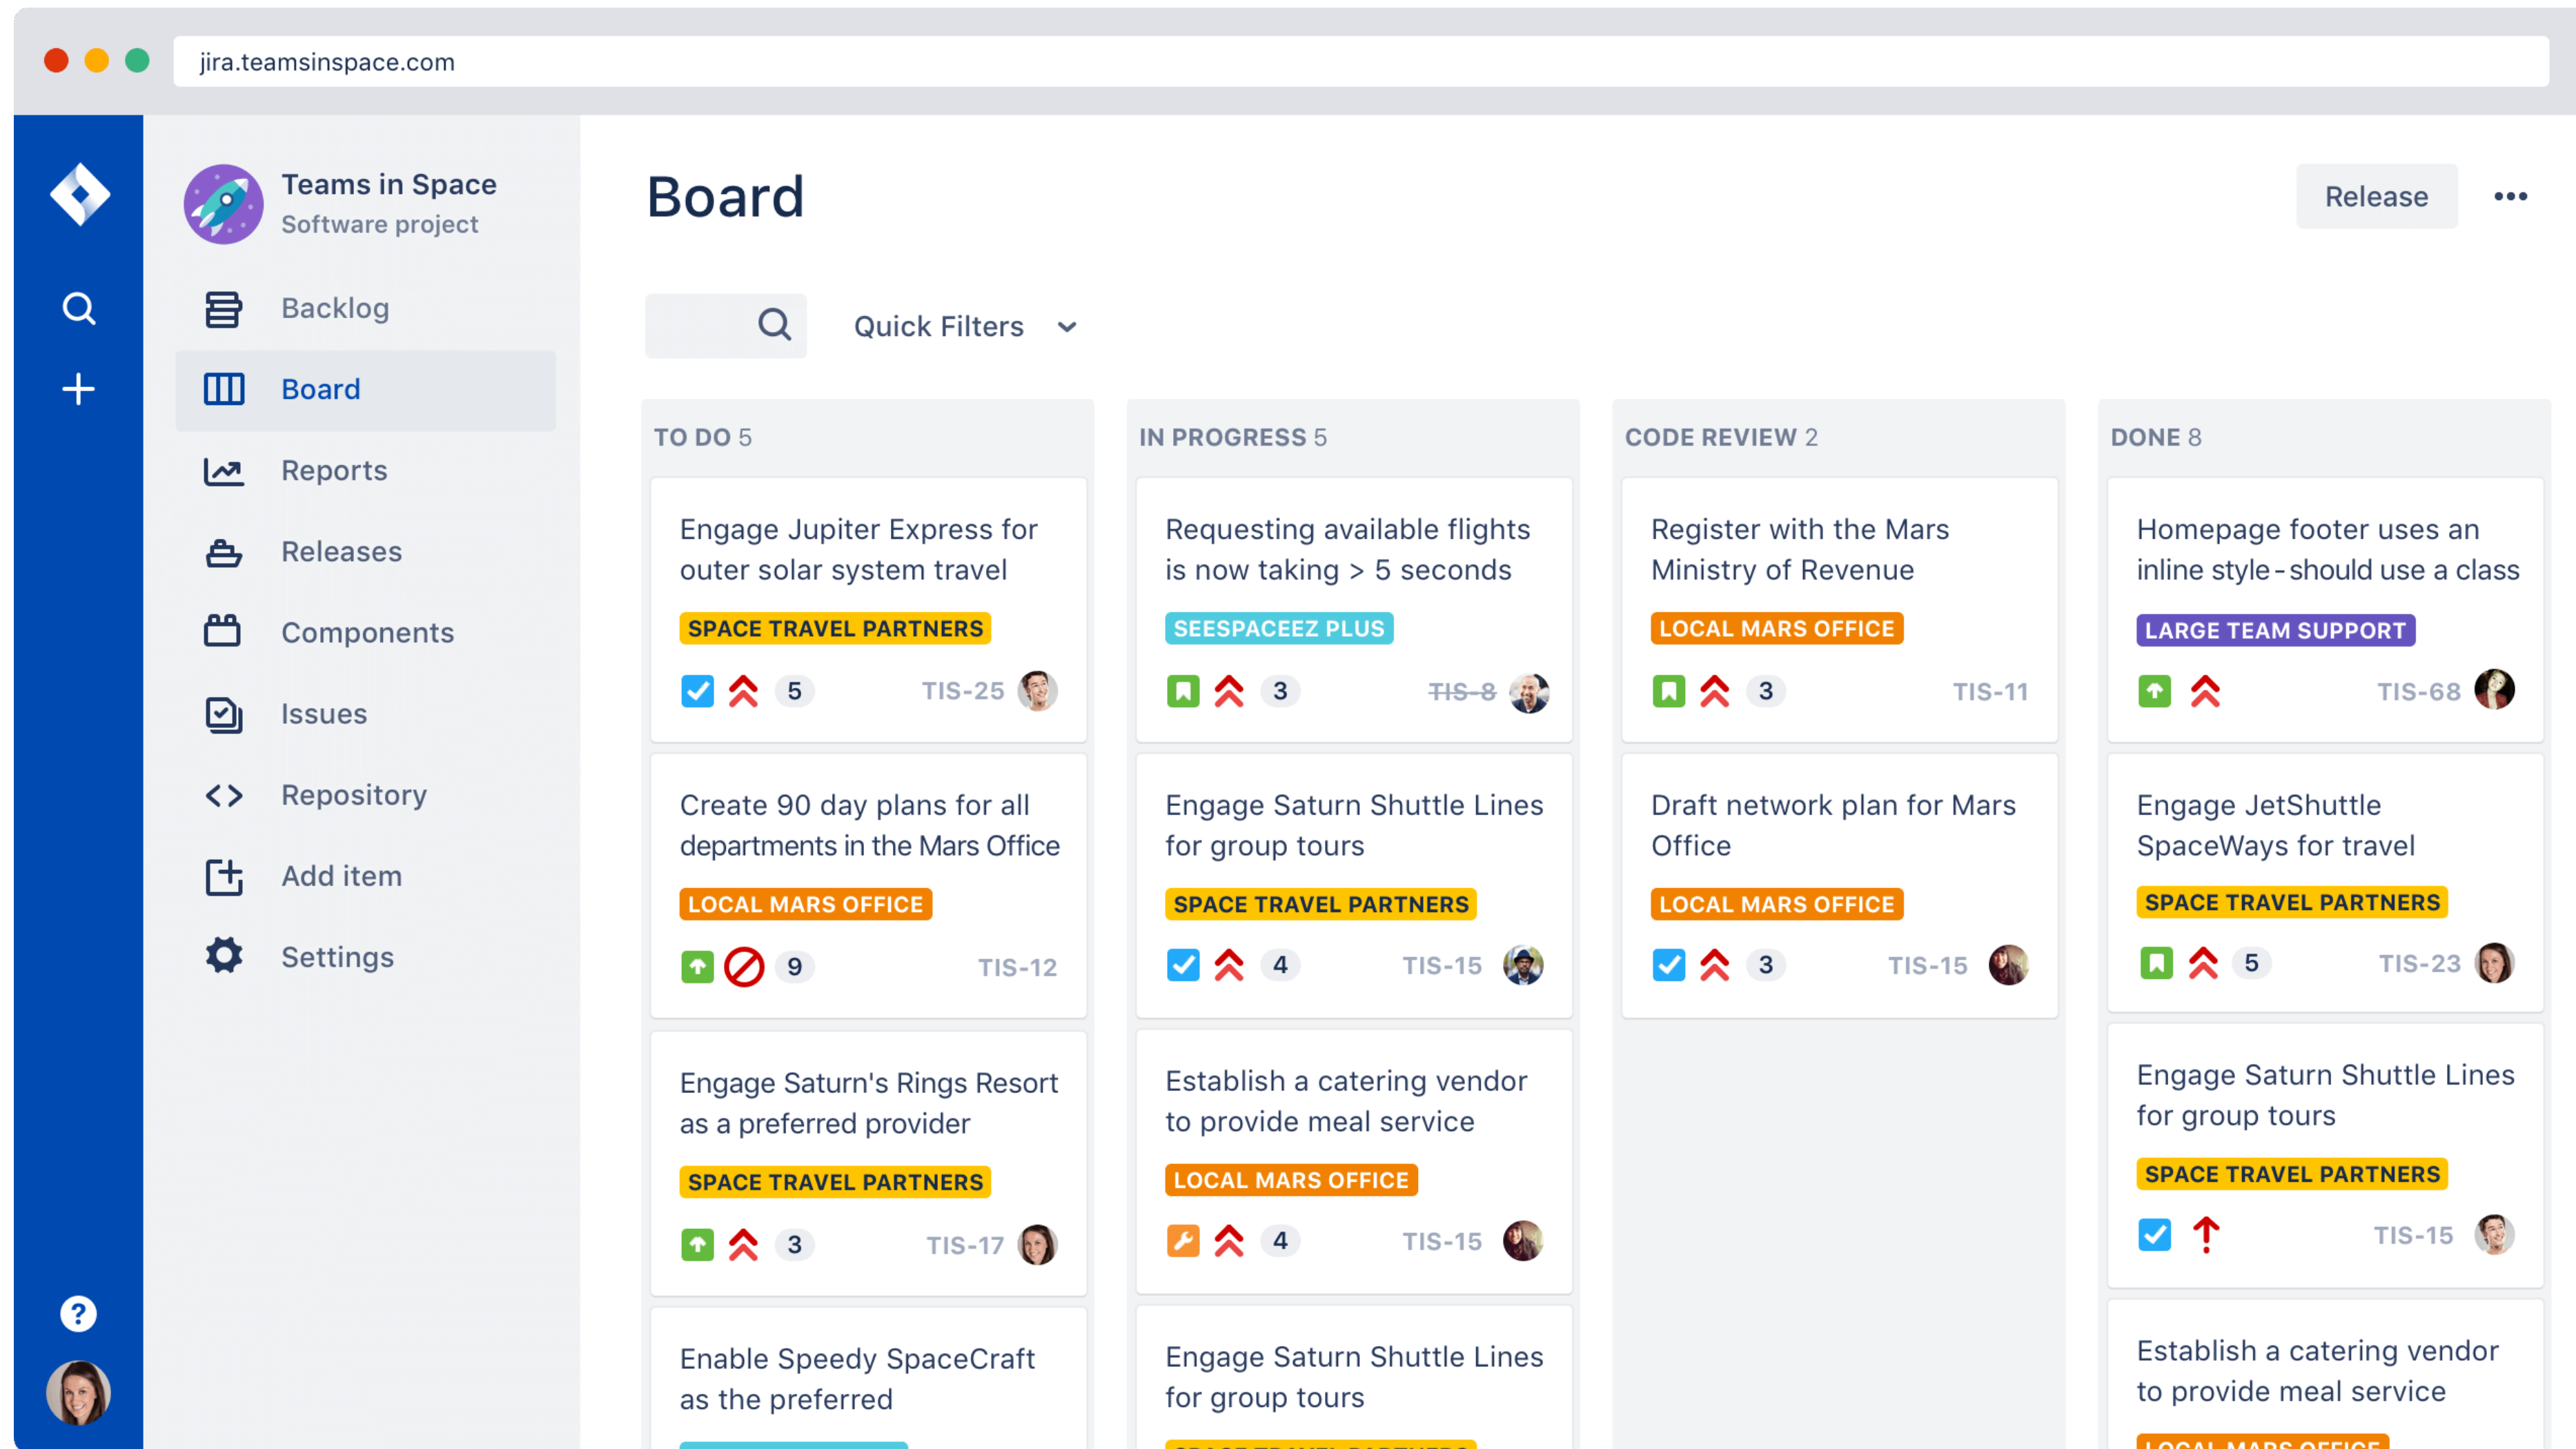 jira.teamsinspace.com
Teams in Space
Software project
Backlog
Board
Reports
Releases
Components
Issues
Repository
Add item
Settings
?
Board
Release
Quick Filters
TO DO 5
Engage Jupiter Express for
outer solar system travel
SPACE TRAVEL PARTNERS
5 TIS-25
Create 90 day plans for all
departments in the Mars Office
LOCAL MARS OFFICE
9 TIS-12
Engage Saturn's Rings Resort
as a preferred provider
SPACE TRAVEL PARTNERS
3 TIS-17
Enable Speedy SpaceCraft
as the preferred
IN PROGRESS 5
Requesting available flights
is now taking > 5 seconds
SEESPACEEZ PLUS
3 TIS-8
Engage Saturn Shuttle Lines
for group tours
SPACE TRAVEL PARTNERS
4 TIS-15
Establish a catering vendor
to provide meal service
LOCAL MARS OFFICE
4 TIS-15
Engage Saturn Shuttle Lines
for group tours
SPACE TRAVEL PARTNERS
CODE REVIEW 2
Register with the Mars
Ministry of Revenue
LOCAL MARS OFFICE
3 TIS-11
Draft network plan for Mars
Office
LOCAL MARS OFFICE
3 TIS-15
DONE 8
Homepage footer uses an
inline style-should use a class
LARGE TEAM SUPPORT
TIS-68
Engage JetShuttle
SpaceWays for travel
SPACE TRAVEL PARTNERS
5 TIS-23
Engage Saturn Shuttle Lines
for group tours
SPACE TRAVEL PARTNERS
TIS-15
Establish a catering vendor
to provide meal service
LOCAL MARS OFFICE